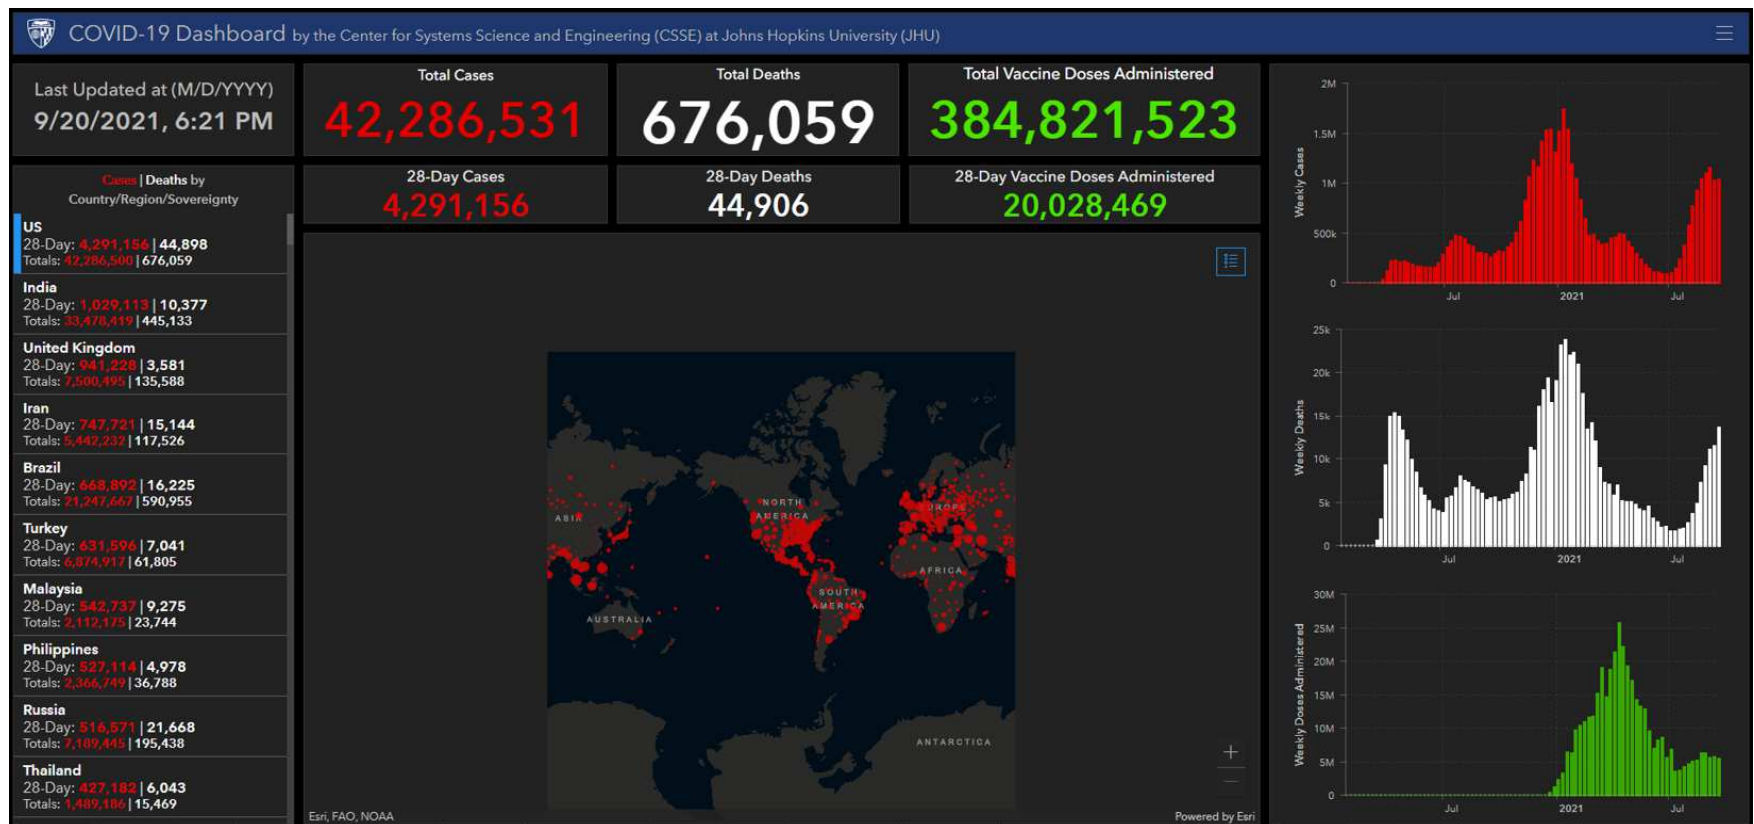 COVID-19 Dashboard by the Center for Systems Science and Engineering (CSSE) at Johns Hopkins University (JHU)
Last Updated at (M/D/YYYY)
9/20/2021, 6:21 PM
Cases | Deaths by
Country/Region/Sovereignty
US
28-Day: 4,291,156 | 44,898
Totals: 42,286,500 | 676,059
India
28-Day: 1,029,113 | 10,377
Totals: 33,478,419 | 445,133
United Kingdom
28-Day: 941,228 | 3,581
Totals: 7,500,495 | 135,588
Iran
28-Day: 747,721 | 15,144
Totals: 5,442,232 | 117,526
Brazil
28-Day: 668,892 | 16,225
Totals: 21,247,667 | 590,955
Turkey
28-Day: 631,596 | 7,041
Totals: 6,874,917 | 61,805
Malaysia
28-Day: 542,737 | 9,275
Totals: 2,112,175 | 23,744
Philippines
28-Day: 527,114 | 4,978
Totals: 2,366,749 | 36,788
Russia
28-Day: 516,571 | 21,668
Totals: 7,189,445 | 195,438
Thailand
28-Day: 427,182 | 6,043
Totals: 1,489,186 | 15,469
Total Cases
42,286,531
Total Deaths
676,059
Total Vaccine Doses Administered
384,821,523
28-Day Cases
4,291,156
28-Day Deaths
44,906
28-Day Vaccine Doses Administered
20,028,469
NORTH
AMERICA
ASIA
EUROPE
AFRICA
SOUTH
AMERICA
AUSTRALIA
ANTARCTICA
Esri, FAO, NOAA
Powered by Esri
Weekly Cases
2M
1.5M
1M
500k
0
Jul
2021
Jul
Weekly Deaths
25k
20k
15k
10k
5k
0
Jul
2021
Jul
Weekly Doses Administered
30M
25M
20M
15M
10M
5M
0
Jul
2021
Jul